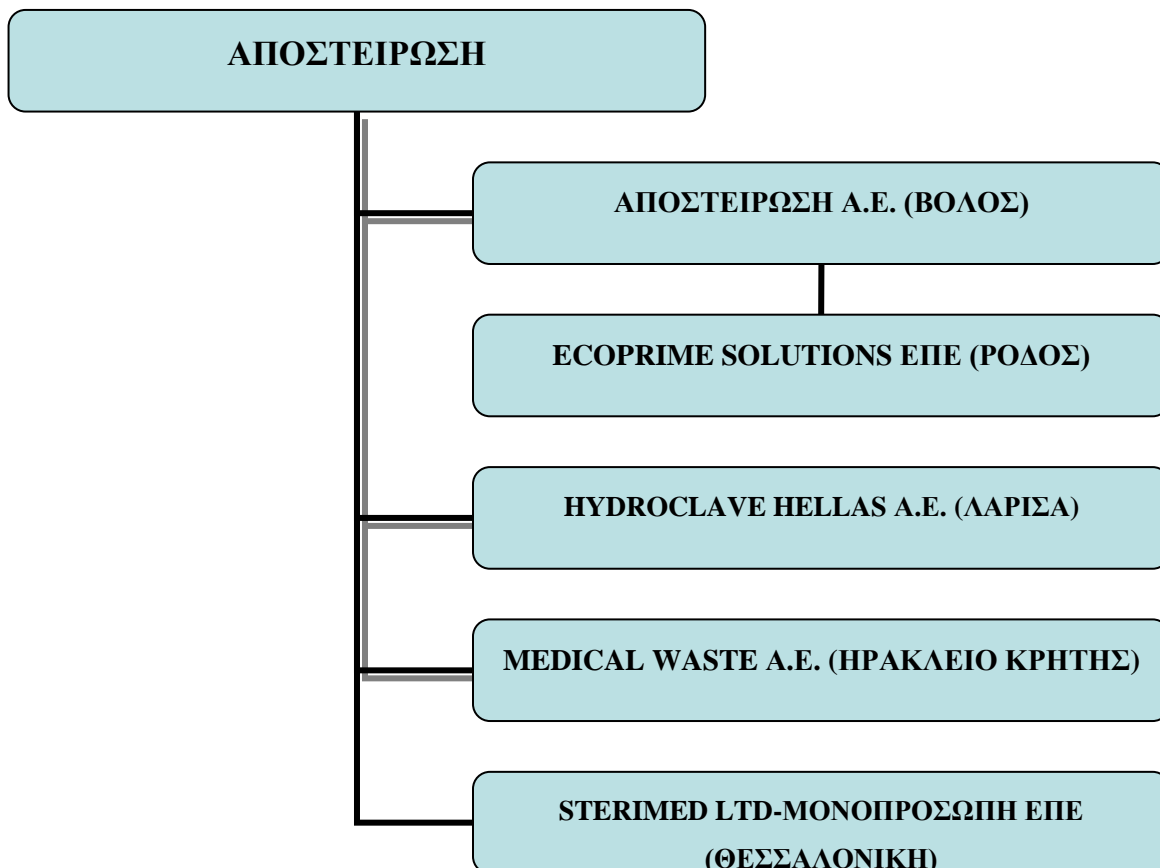 ΑΠΟΣΤΕΙΡΩΣΗ
ΑΠΟΣΤΕΙΡΩΣΗ Α.Ε. (ΒΟΛΟΣ)
ECOPRIME SOLUTIONS ΕΠΕ (ΡΟΔΟΣ)
HYDROCLAVE HELLAS Α.Ε. (ΛΑΡΙΣΑ)
MEDICAL WASTE Α.Ε. (ΗΡΑΚΛΕΙΟ ΚΡΗΤΗΣ)
STERIMED LTD-ΜΟΝΟΠΡΟΣΩΠΗ ΕΠΕ
(ΘΕΣΣΑΛΟΝΙΚΗ)